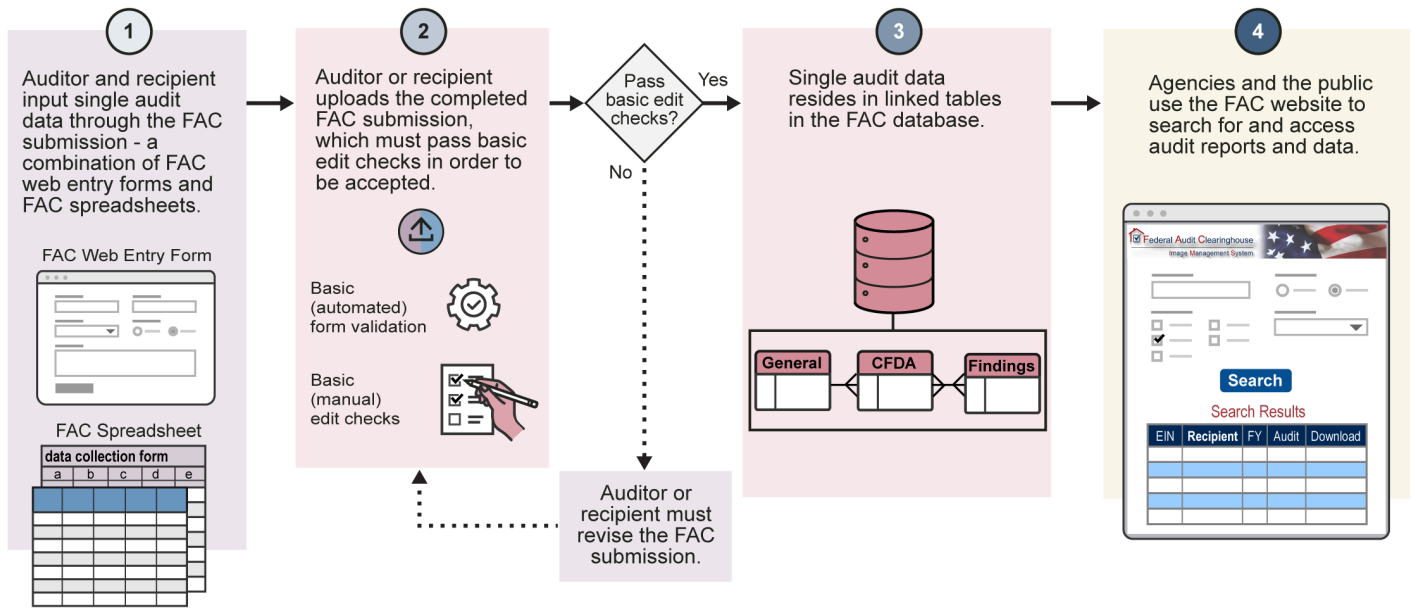 1
Auditor and recipient
input single audit
data through the FAC
submission - a
combination of FAC
web entry forms and
FAC spreadsheets.
FAC Web Entry Form
FAC Spreadsheet
data collection form
a b c d e
2
Auditor or recipient
uploads the completed
FAC submission,
which must pass basic
edit checks in order to
be accepted.
Basic
(automated)
form validation
Basic
(manual)
edit checks
Pass
basic edit
checks?
Yes
No
Auditor or
recipient must
revise the FAC
submission.
3
Single audit data
resides in linked tables
in the FAC database.
General CFDA Findings
4
Agencies and the public
use the FAC website to
search for and access
audit reports and data.
Federal Audit Clearinghouse
Image Management System
Search
Search Results
EIN Recipient FY Audit Download